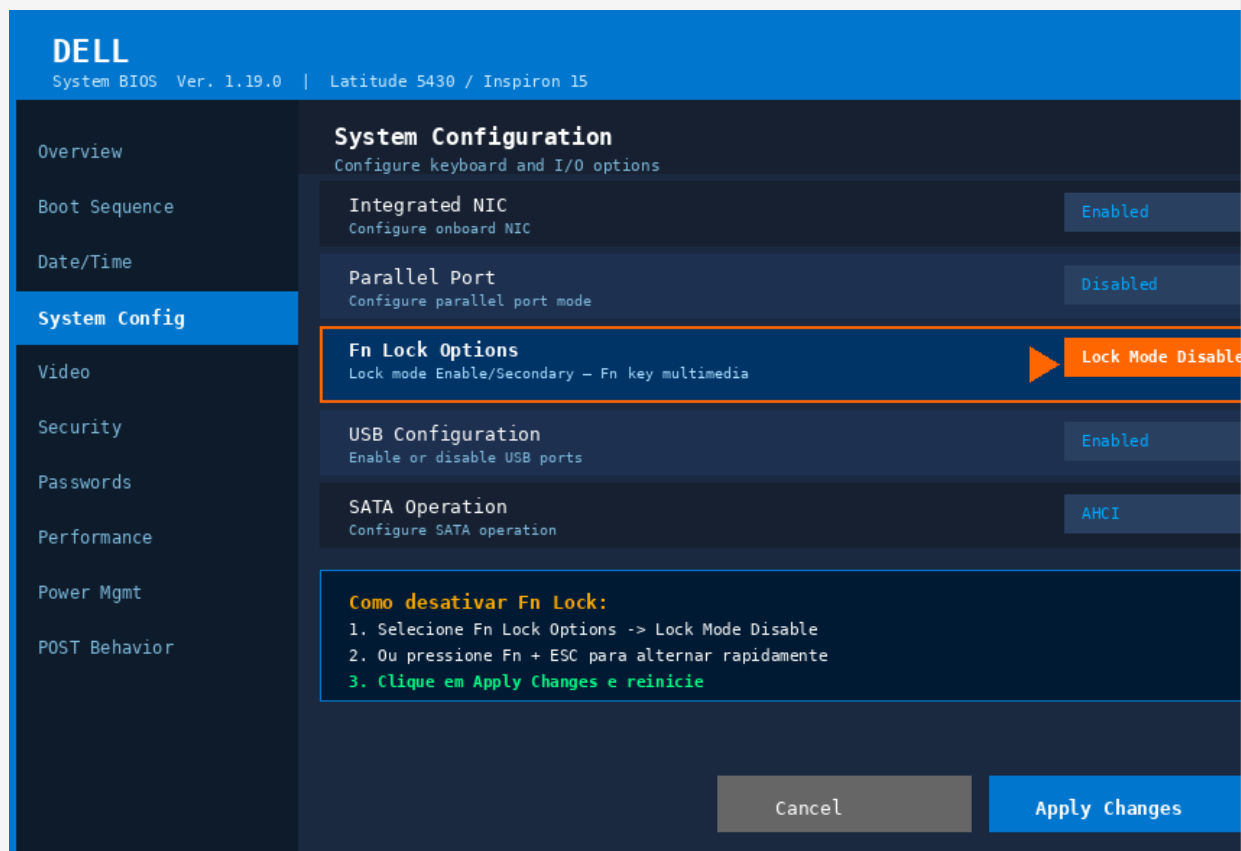 DELL
System BIOS Ver. 1.19.0 | Latitude 5430 / Inspiron 15
Overview
Boot Sequence
Date/Time
System Config
Video
Security
Passwords
Performance
Power Mgmt
POST Behavior
System Configuration
Configure keyboard and I/O options
Integrated NIC
Configure onboard NIC
Enabled
Parallel Port
Configure parallel port mode
Disabled
Fn Lock Options
Lock mode Enable/Secondary — Fn key multimedia
Lock Mode Disable
USB Configuration
Enable or disable USB ports
Enabled
SATA Operation
Configure SATA operation
AHCI
Como desativar Fn Lock:
1. Selecione Fn Lock Options -> Lock Mode Disable
2. Ou pressione Fn + ESC para alternar rapidamente
3. Clique em Apply Changes e reinicie
Cancel
Apply Changes